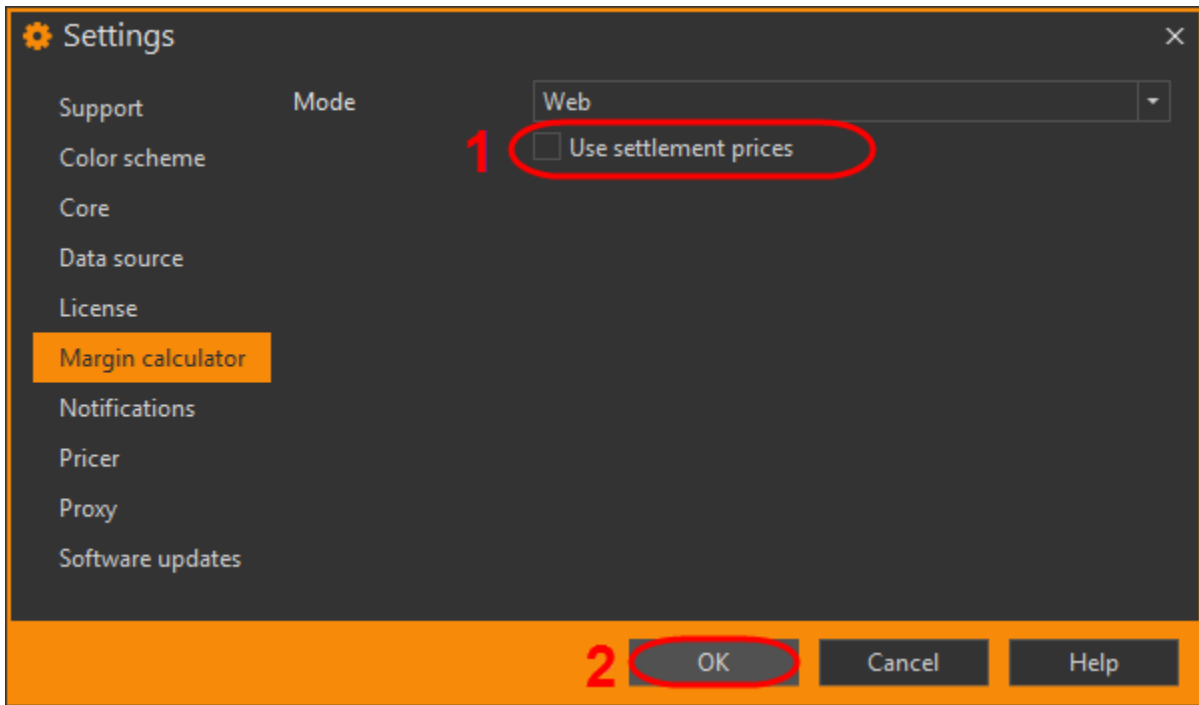 Settings
Support
Mode
Web
1
Use settlement prices
Color scheme
Core
Data source
License
Margin calculator
Notifications
Pricer
Proxy
Software updates
2
OK
Cancel
Help